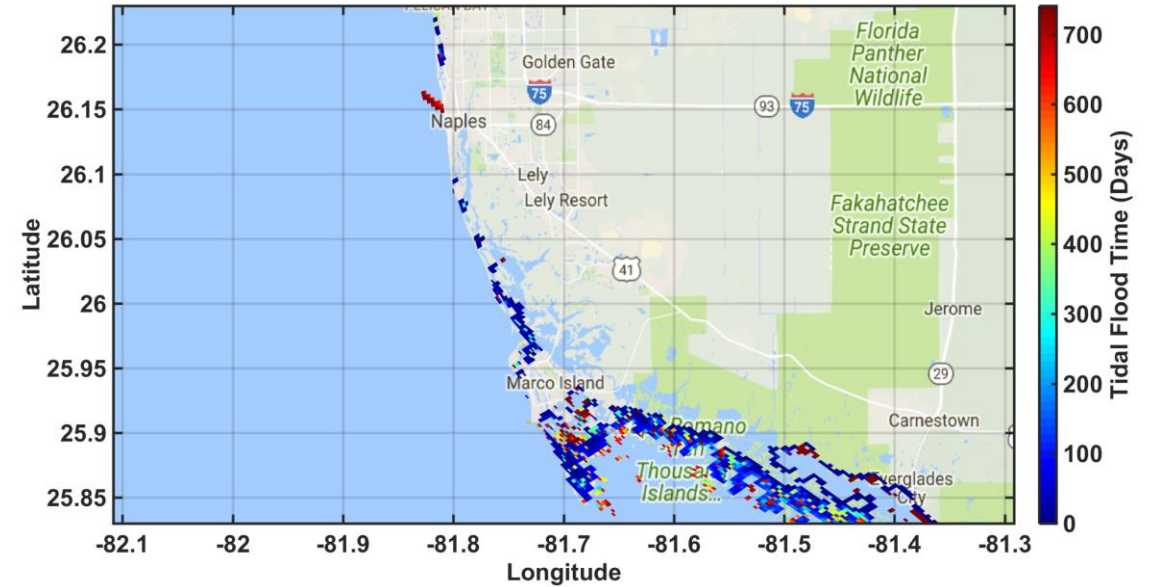 PELICAN BAY
Florida
Panther
National
Wildlife
Golden Gate
75
93
75
84
Naples
Lely
Lely Resort
Fakahatchee
Strand State
Preserve
41
Jerome
29
Marco Island
Carnestown
Romano
Ten
Thousand
Islands...
Everglades
City
26.2
26.15
26.1
26.05
26
25.95
25.9
25.85
Latitude
-82.1
-82
-81.9
-81.8
-81.7
-81.6
-81.5
-81.4
-81.3
Longitude
700
600
500
400
300
200
100
0
Tidal Flood Time (Days)